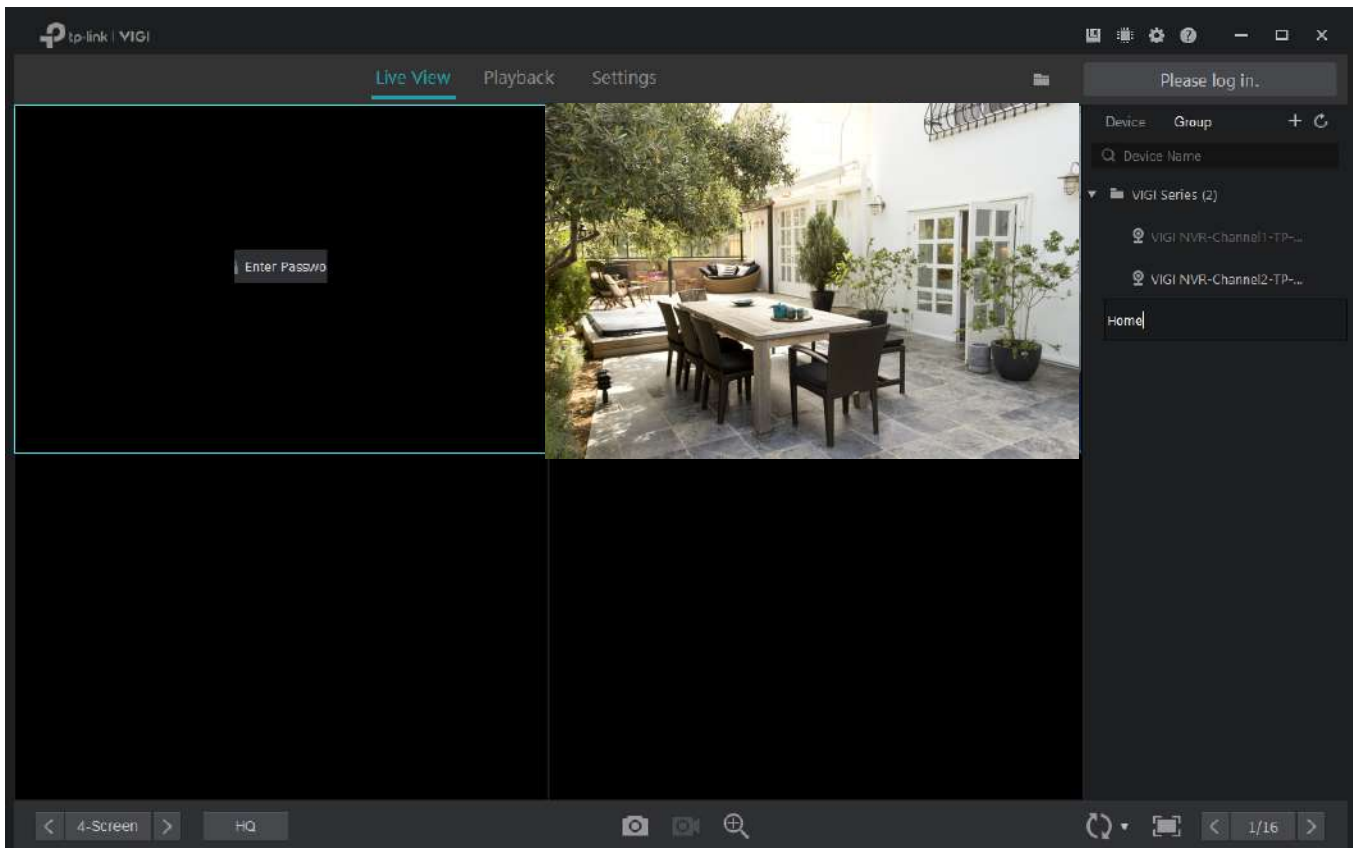 tp-link | VIGI
Live View Playback Settings
Please log in.
Device Group
Device Name
VIGI Series (2)
VIGI NVR-Channel1-TP-...
VIGI NVR-Channel2-TP-...
Home
Enter Passwo
4-Screen
HQ
1/16